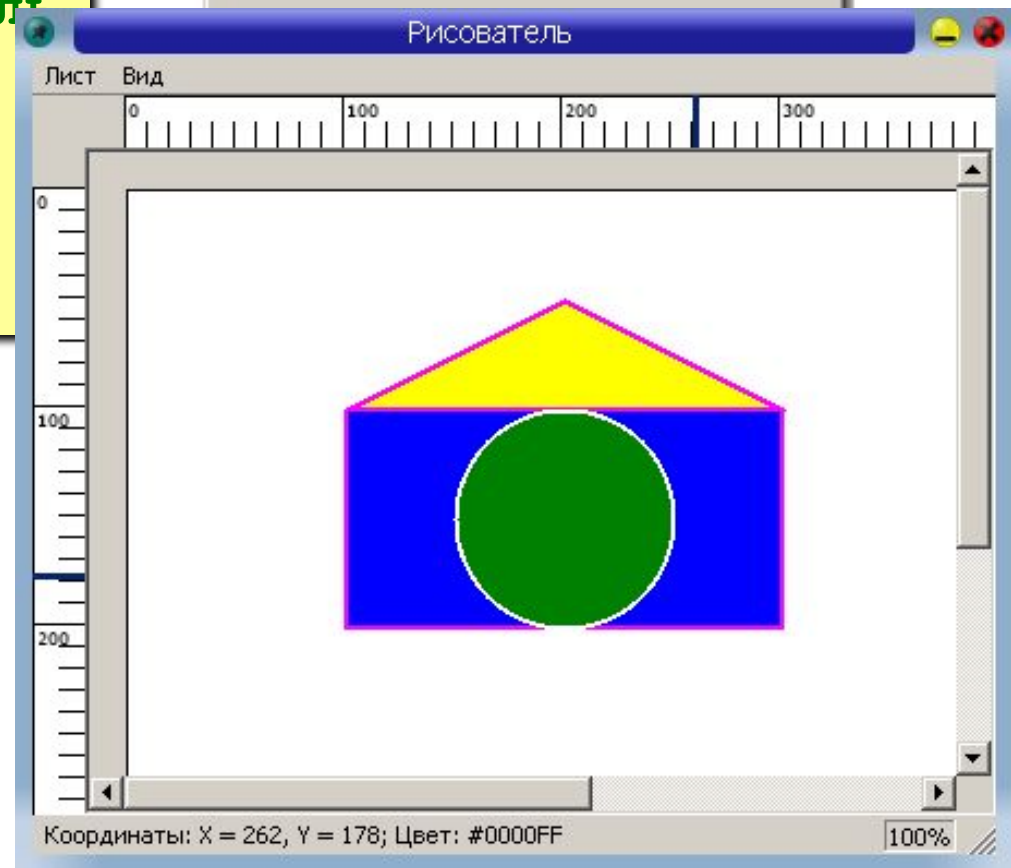 Рисователь
Лист Вид
0 100 200 300
0
100
200
Координаты: X = 262, Y = 178; Цвет: #0000FF 100%